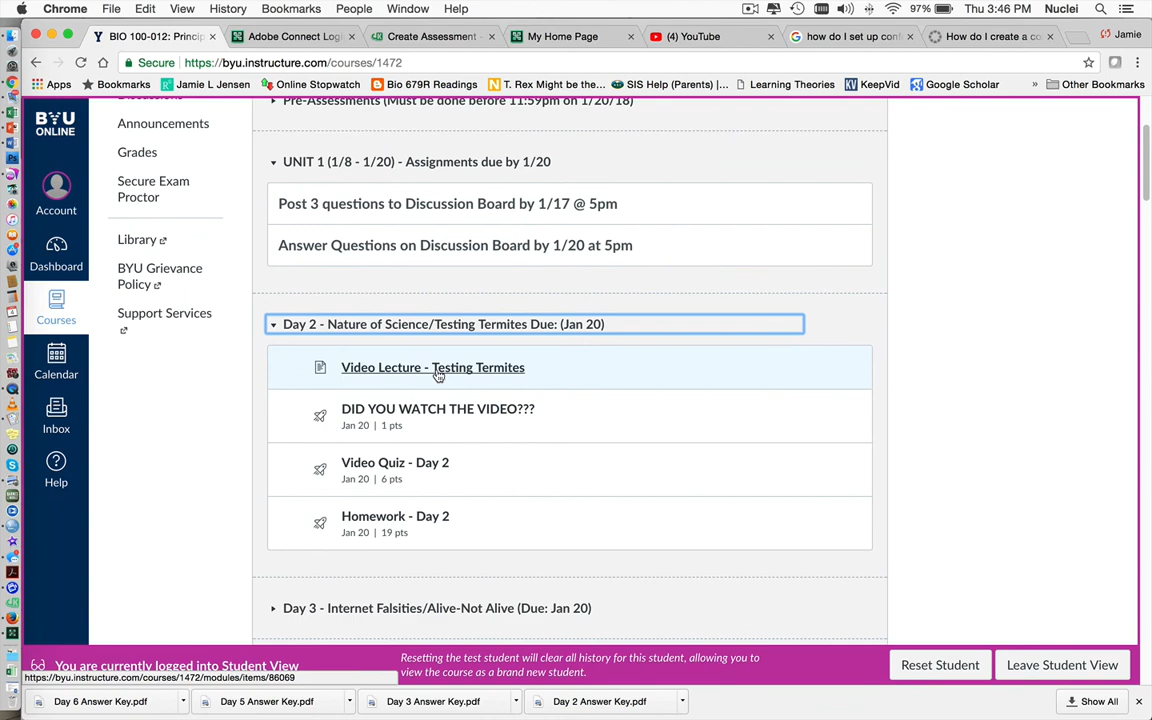 Chrome File Edit View History Bookmarks People Window Help 97% Thu 3:46 PM Nuclei
BIO 100-012: Princip Adobe Connect Log Create Assessment - My Home Page (4) YouTube how do I set up conf How do I create a co Jamie
Secure https://byu.instructure.com/courses/1472
Apps Bookmarks Jamie L Jensen Online Stopwatch Bio 679R Readings T. Rex Might be the... SIS Help (Parents) |... Learning Theories KeepVid Google Scholar » Other Bookmarks
BYU
ONLINE
Account
Dashboard
Courses
Calendar
Inbox
Help
Announcements
Grades
Secure Exam
Proctor
Library
BYU Grievance
Policy
Support Services
Pre-Assessments (Must be done before 11:59pm on 1/20/18)
UNIT 1 (1/8 - 1/20) - Assignments due by 1/20
Post 3 questions to Discussion Board by 1/17 @ 5pm
Answer Questions on Discussion Board by 1/20 at 5pm
Day 2 - Nature of Science/Testing Termites Due: (Jan 20)
Video Lecture - Testing Termites
DID YOU WATCH THE VIDEO???
Jan 20 | 1 pts
Video Quiz - Day 2
Jan 20 | 6 pts
Homework - Day 2
Jan 20 | 19 pts
Day 3 - Internet Falsities/Alive-Not Alive (Due: Jan 20)
You are currently logged into Student View
Resetting the test student will clear all history for this student, allowing you to
view the course as a brand new student.
Reset Student Leave Student View
https://byu.instructure.com/courses/1472/modules/items/86069
Day 6 Answer Key.pdf Day 5 Answer Key.pdf Day 3 Answer Key.pdf Day 2 Answer Key.pdf Show All